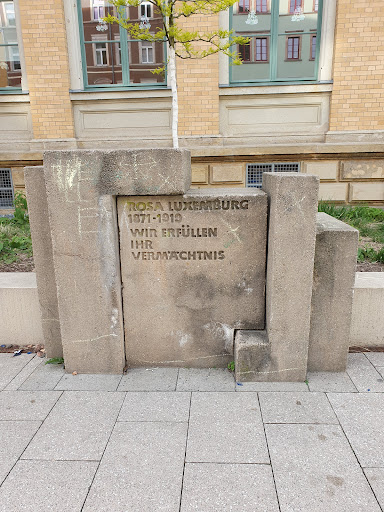 ROSA LUXEMBURG
1871-1919
WIR ERFÜLLEN
IHR
VERMÄCHTNIS